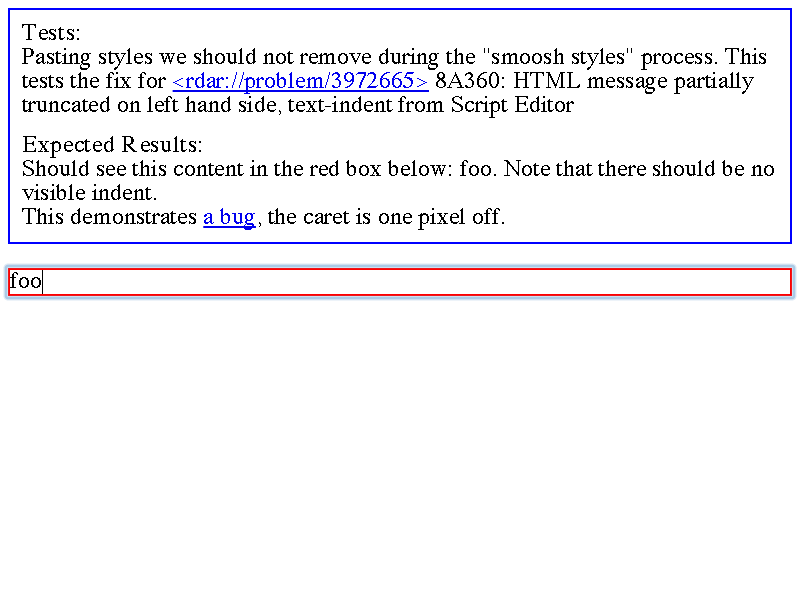 Tests:
Pasting styles we should not remove during the "smoosh styles" process. This
tests the fix for <rdar://problem/3972665> 8A360: HTML message partially
truncated on left hand side, text-indent from Script Editor
Expected Results:
Should see this content in the red box below: foo. Note that there should be no
visible indent.
This demonstrates a bug, the caret is one pixel off.
foo